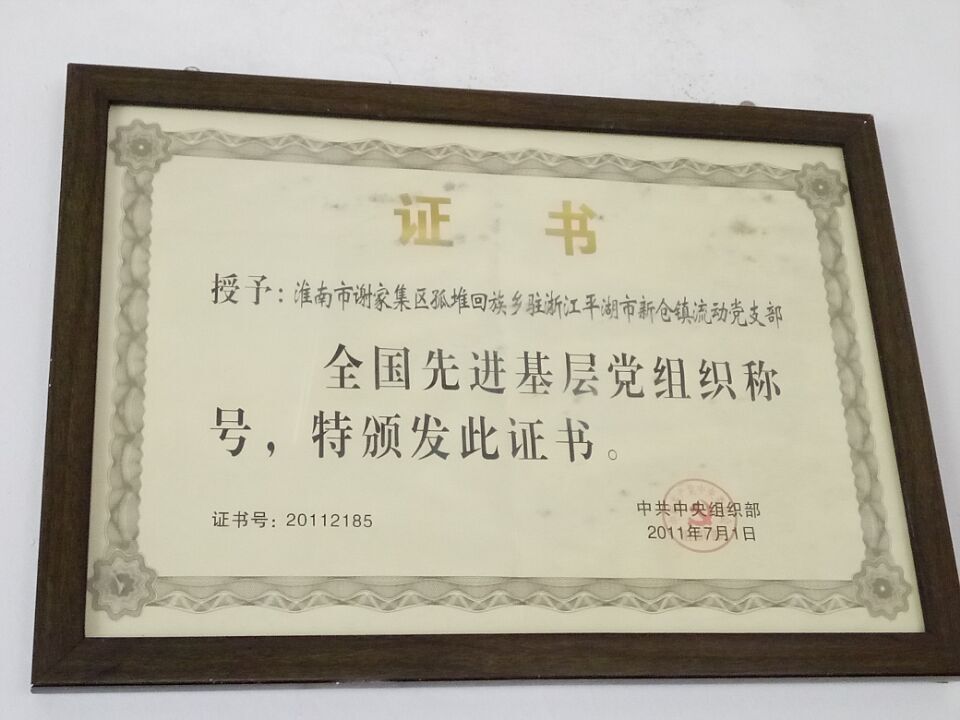 证 书
授予：淮南市谢家集区孤堆回族乡驻浙江平湖市新仓镇流动党支部
全国先进基层党组织称
号，特颁发此证书。
证书号：20112185
中共中央组织部
2011年7月1日